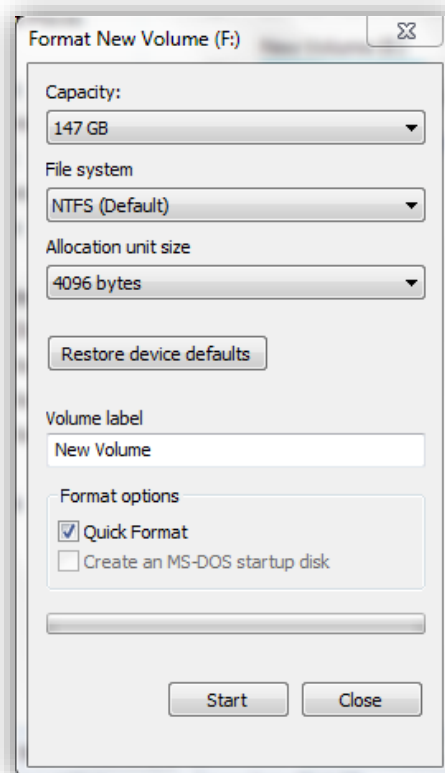 Format New Volume (F:)
Capacity:
147 GB
File system
NTFS (Default)
Allocation unit size
4096 bytes
Restore device defaults
Volume label
New Volume
Format options
Quick Format
Create an MS-DOS startup disk
Start
Close